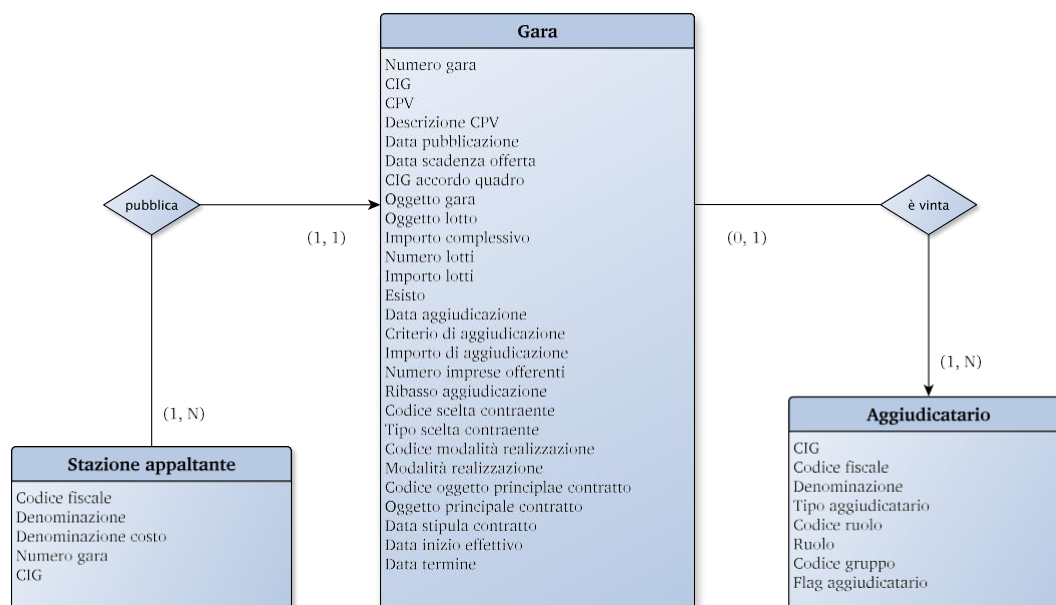 Gara
Numero gara
CIG
CPV
Descrizione CPV
Data pubblicazione
Data scadenza offerta
CIG accordo quadro
Oggetto gara
Oggetto lotto
Importo complessivo
Numero lotti
Importo lotti
Esisto
Data aggiudicazione
Criterio di aggiudicazione
Importo di aggiudicazione
Numero imprese offerenti
Ribasso aggiudicazione
Codice scelta contraente
Tipo scelta contraente
Codice modalità realizzazione
Modalità realizzazione
Codice oggetto principlae contratto
Oggetto principale contratto
Data stipula contratto
Data inizio effettivo
Data termine
pubblica
(1, 1)
(1, N)
Stazione appaltante
Codice fiscale
Denominazione
Denominazione costo
Numero gara
CIG
è vinta
(0, 1)
(1, N)
Aggiudicatario
CIG
Codice fiscale
Denominazione
Tipo aggiudicatario
Codice ruolo
Ruolo
Codice gruppo
Flag aggiudicatario